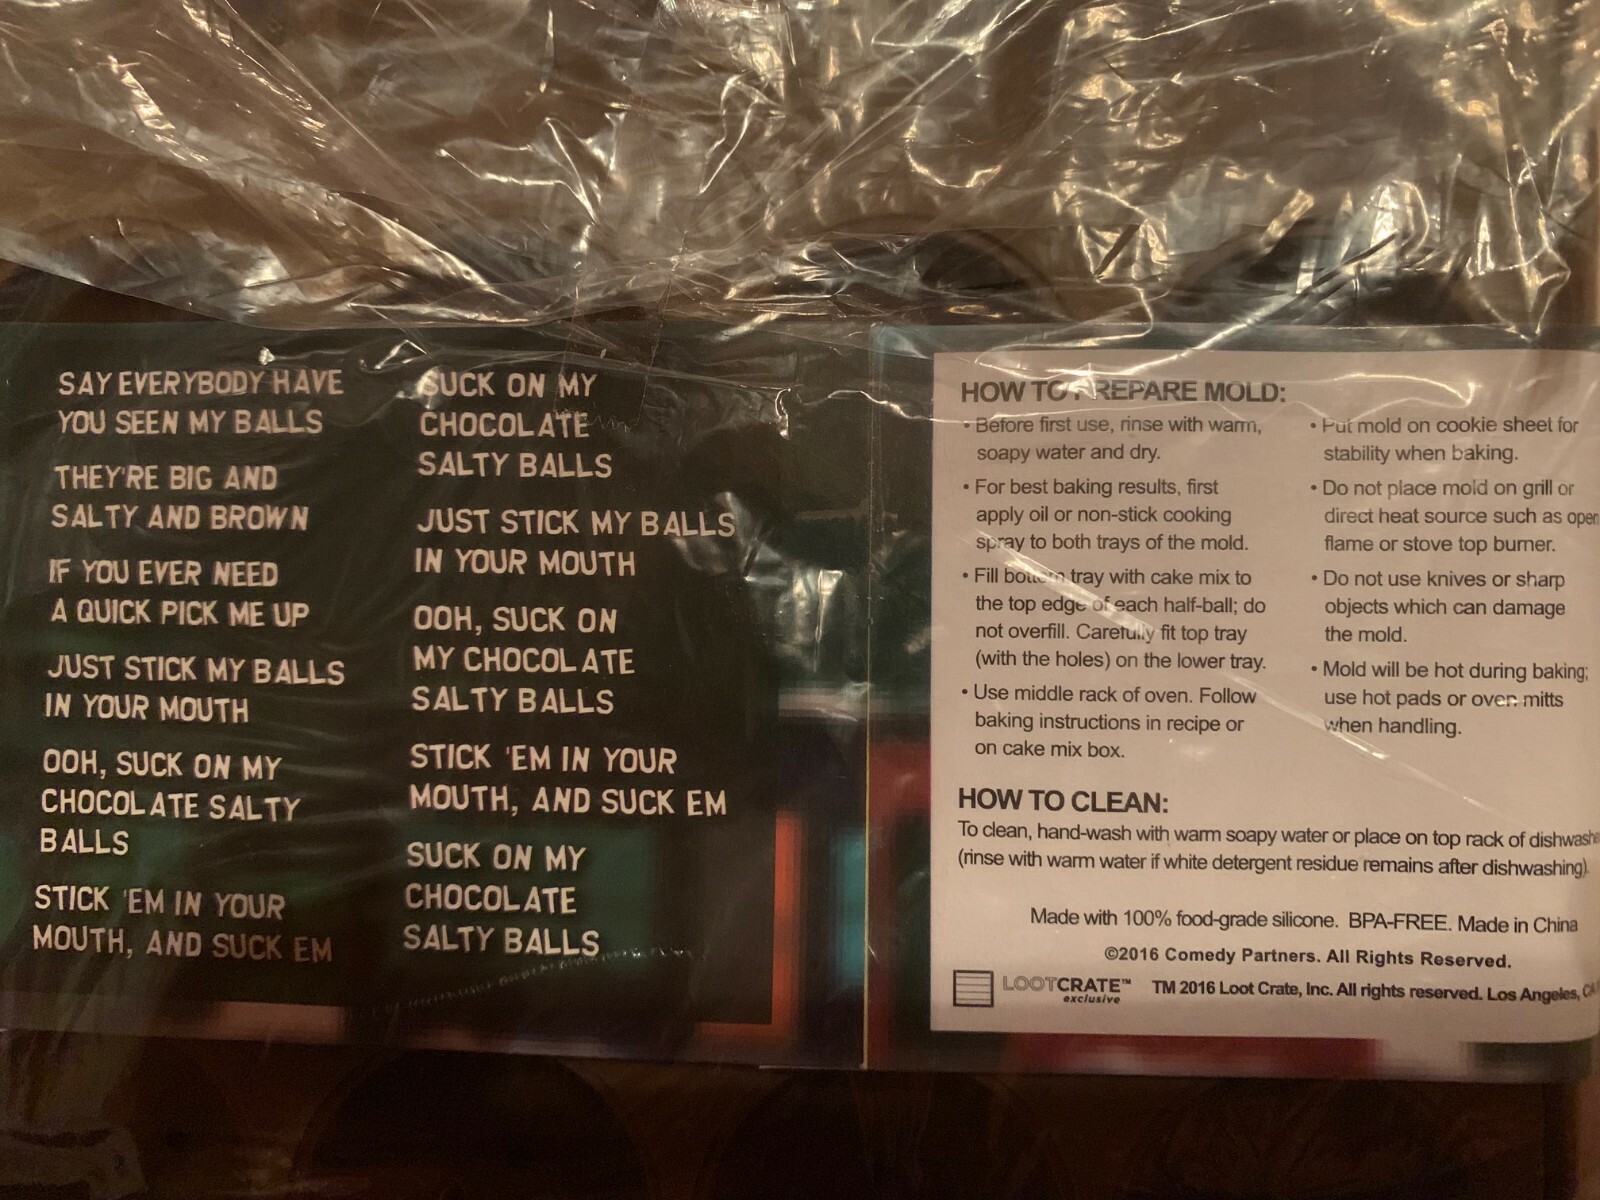 SAY EVERYBODY HAVE
YOU SEEN MY BALLS
THEY'RE BIG AND
SALTY AND BROWN
IF YOU EVER NEED
A QUICK PICK ME UP
JUST STICK MY BALLS
IN YOUR MOUTH
OOH, SUCK ON MY
CHOCOLATE SALTY
BALLS
STICK 'EM IN YOUR
MOUTH, AND SUCK EM
SUCK ON MY
CHOCOLATE
SALTY BALLS
JUST STICK MY BALLS
IN YOUR MOUTH
OOH, SUCK ON
MY CHOCOLATE
SALTY BALLS
STICK 'EM IN YOUR
MOUTH, AND SUCK EM
SUCK ON MY
CHOCOLATE
SALTY BALLS
HOW TO PREPARE MOLD:
• Before first use, rinse with warm,
soapy water and dry.
• For best baking results, first
apply oil or non-stick cooking
spray to both trays of the mold.
• Fill bottom tray with cake mix to
the top edge of each half-ball; do
not overfill. Carefully fit top tray
(with the holes) on the lower tray.
• Use middle rack of oven. Follow
baking instructions in recipe or
on cake mix box.
• Put mold on cookie sheet for
stability when baking.
• Do not place mold on grill or
direct heat source such as open
flame or stove top burner.
• Do not use knives or sharp
objects which can damage
the mold.
• Mold will be hot during baking;
use hot pads or oven mitts
when handling.
HOW TO CLEAN:
To clean, hand-wash with warm soapy water or place on top rack of dishwashe
(rinse with warm water if white detergent residue remains after dishwashing).
Made with 100% food-grade silicone. BPA-FREE. Made in China
©2016 Comedy Partners. All Rights Reserved.
LOOTCRATE™
exclusive
TM 2016 Loot Crate, Inc. All rights reserved. Los Angeles, CA